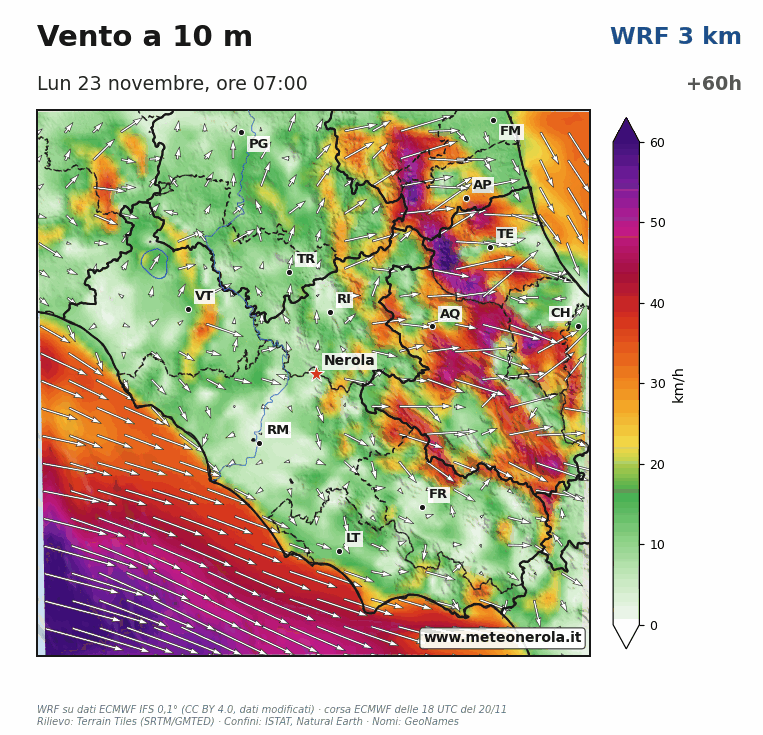 Vento a 10 m
WRF 3 km
Lun 23 novembre, ore 07:00
+60h
FM
PG
AP
TE
TR
VT
RI
AQ
CH
Nerola
RM
FR
LT
www.meteonerola.it
60
50
40
30
20
10
0
km/h
WRF su dati ECMWF IFS 0,1° (CC BY 4.0, dati modificati) · corsa ECMWF delle 18 UTC del 20/11
Rilievo: Terrain Tiles (SRTM/GMTED) · Confini: ISTAT, Natural Earth · Nomi: GeoNames